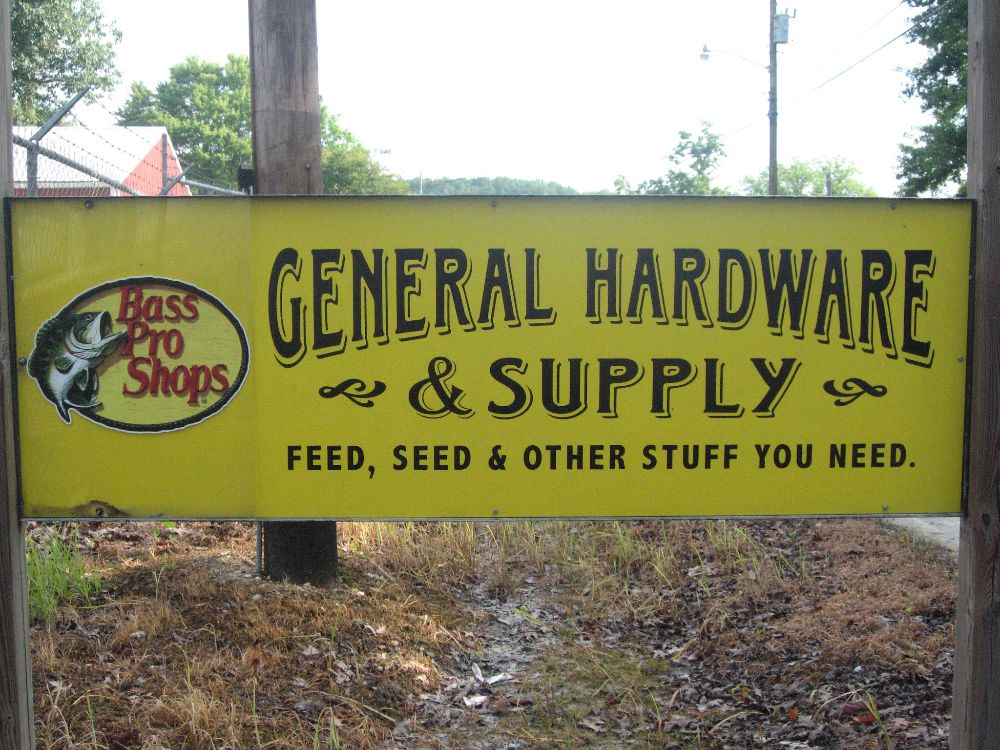 Bass
Pro
Shops
GENERAL HARDWARE
& SUPPLY
FEED, SEED & OTHER STUFF YOU NEED.